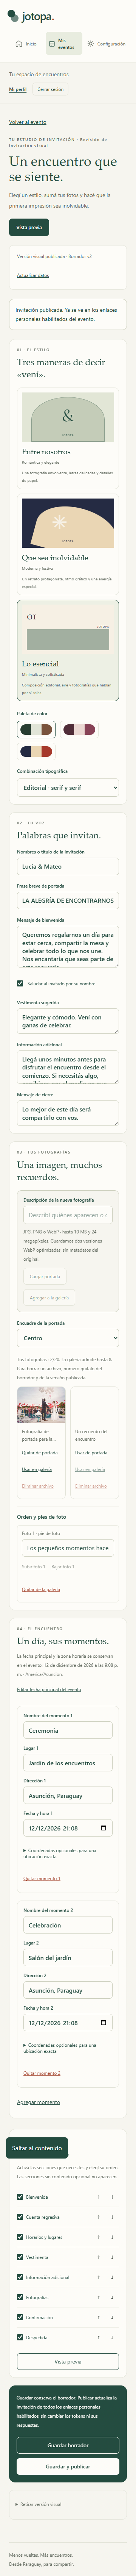 jotopa.
Inicio
Mis
eventos
Configuración
Tu espacio de encuentros
Mi perfil
Cerrar sesión
Volver al evento
TU ESTUDIO DE INVITACIÓN · Revisión de
invitación visual
Un encuentro que
se siente.
Elegí un estilo, sumá tus fotos y hacé que la
primera impresión sea inolvidable.
Vista previa
Versión visual publicada · Borrador v2
Actualizar datos
Invitación publicada. Ya se ve en los enlaces
personales habilitados del evento.
01 · EL ESTILO
Tres maneras de decir
«vení».
&
Entre nosotros
Romántica y elegante
Una fotografía envolvente, letras delicadas y detalles
de papel.
Que sea inolvidable
Moderna y festiva
Un retrato protagonista, ritmo gráfico y una energía
especial.
01
Lo esencial
Minimalista y sofisticada
Composición editorial, aire y fotografías que hablan
por sí solas.
Paleta de color
Combinación tipográfica
Editorial · serif y serif
02 · TU VOZ
Palabras que invitan.
Nombres o título de la invitación
Lucía & Mateo
Frase breve de portada
LA ALEGRÍA DE ENCONTRARNOS
Mensaje de bienvenida
Queremos regalarnos un día para
estar cerca, compartir la mesa y
celebrar todo lo que nos une.
Nos encantaría que seas parte de
Saludar al invitado por su nombre
Vestimenta sugerida
Elegante y cómodo. Vení con
ganas de celebrar.
Información adicional
Llegá unos minutos antes para
disfrutar el encuentro desde el
comienzo. Si necesitás algo,
Mensaje de cierre
Lo mejor de este día será
compartirlo con vos.
03 · TUS FOTOGRAFÍAS
Una imagen, muchos
recuerdos.
Descripción de la nueva fotografía
Describí quiénes aparecen o c
JPG, PNG o WebP · hasta 10 MB y 24
megapíxeles. Guardamos dos versiones
WebP optimizadas, sin metadatos del
original.
Cargar portada
Agregar a la galería
Encuadre de la portada
Centro
Tus fotografías · 2/20. La galería admite hasta 8.
Para borrar un archivo, primero quitalo del
borrador y de la versión publicada.
Fotografía de
portada para la...
Quitar de portada
Usar en galería
Eliminar archivo
Un recuerdo del
encuentro
Usar de portada
Usar en galería
Eliminar archivo
Orden y pies de foto
Foto 1 · pie de foto
Los pequeños momentos hace
Subir foto 1
Bajar foto 1
Quitar de la galería
04 · EL ENCUENTRO
Un día, sus momentos.
La fecha principal y la zona horaria se conservan
en el evento: 12 de diciembre de 2026 a las 9:08 p.
m. · America/Asuncion.
Editar fecha principal del evento
Nombre del momento 1
Ceremonia
Lugar 1
Jardín de los encuentros
Dirección 1
Asunción, Paraguay
Fecha y hora 1
12/12/2026 21:08
Coordenadas opcionales para una
ubicación exacta
Quitar momento 1
Nombre del momento 2
Celebración
Lugar 2
Salón del jardín
Dirección 2
Asunción, Paraguay
Fecha y hora 2
12/12/2026 21:08
Coordenadas opcionales para una
ubicación exacta
Quitar momento 2
Agregar momento
Saltar al contenido
Activá las secciones que necesites y elegí su orden.
Las secciones sin contenido opcional no aparecen.
Bienvenida ↑ ↓
Cuenta regresiva ↑ ↓
Horarios y lugares ↑ ↓
Vestimenta ↑ ↓
Información adicional ↑ ↓
Fotografías ↑ ↓
Confirmación ↑ ↓
Despedida ↑ ↓
Vista previa
Guardar conserva el borrador. Publicar actualiza la
invitación de todos los enlaces personales
habilitados, sin cambiar los tokens ni sus
respuestas.
Guardar borrador
Guardar y publicar
Retirar versión visual
Menos vueltas. Más encuentros.
Desde Paraguay, para compartir.